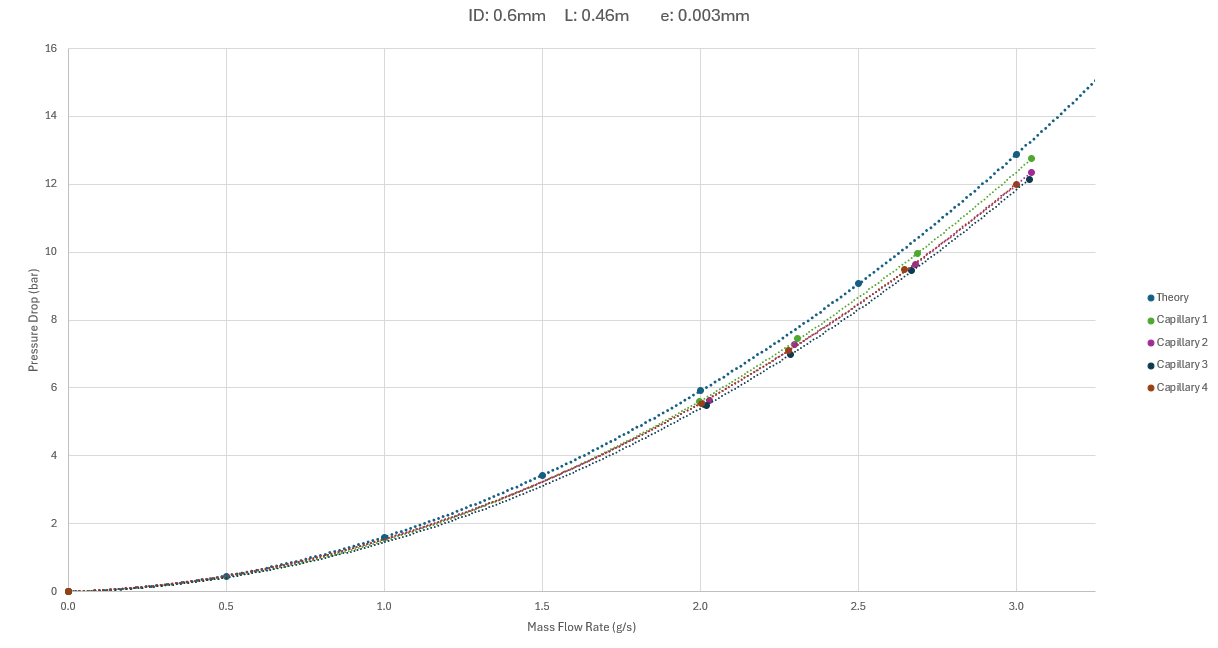 ID: 0.6mm L: 0.46m e: 0.003mm
16
14
12
10
8
6
4
2
0
Pressure Drop (bar)
0.0 0.5 1.0 1.5 2.0 2.5 3.0
Mass Flow Rate (g/s)
Theory
Capillary 1
Capillary 2
Capillary 3
Capillary 4